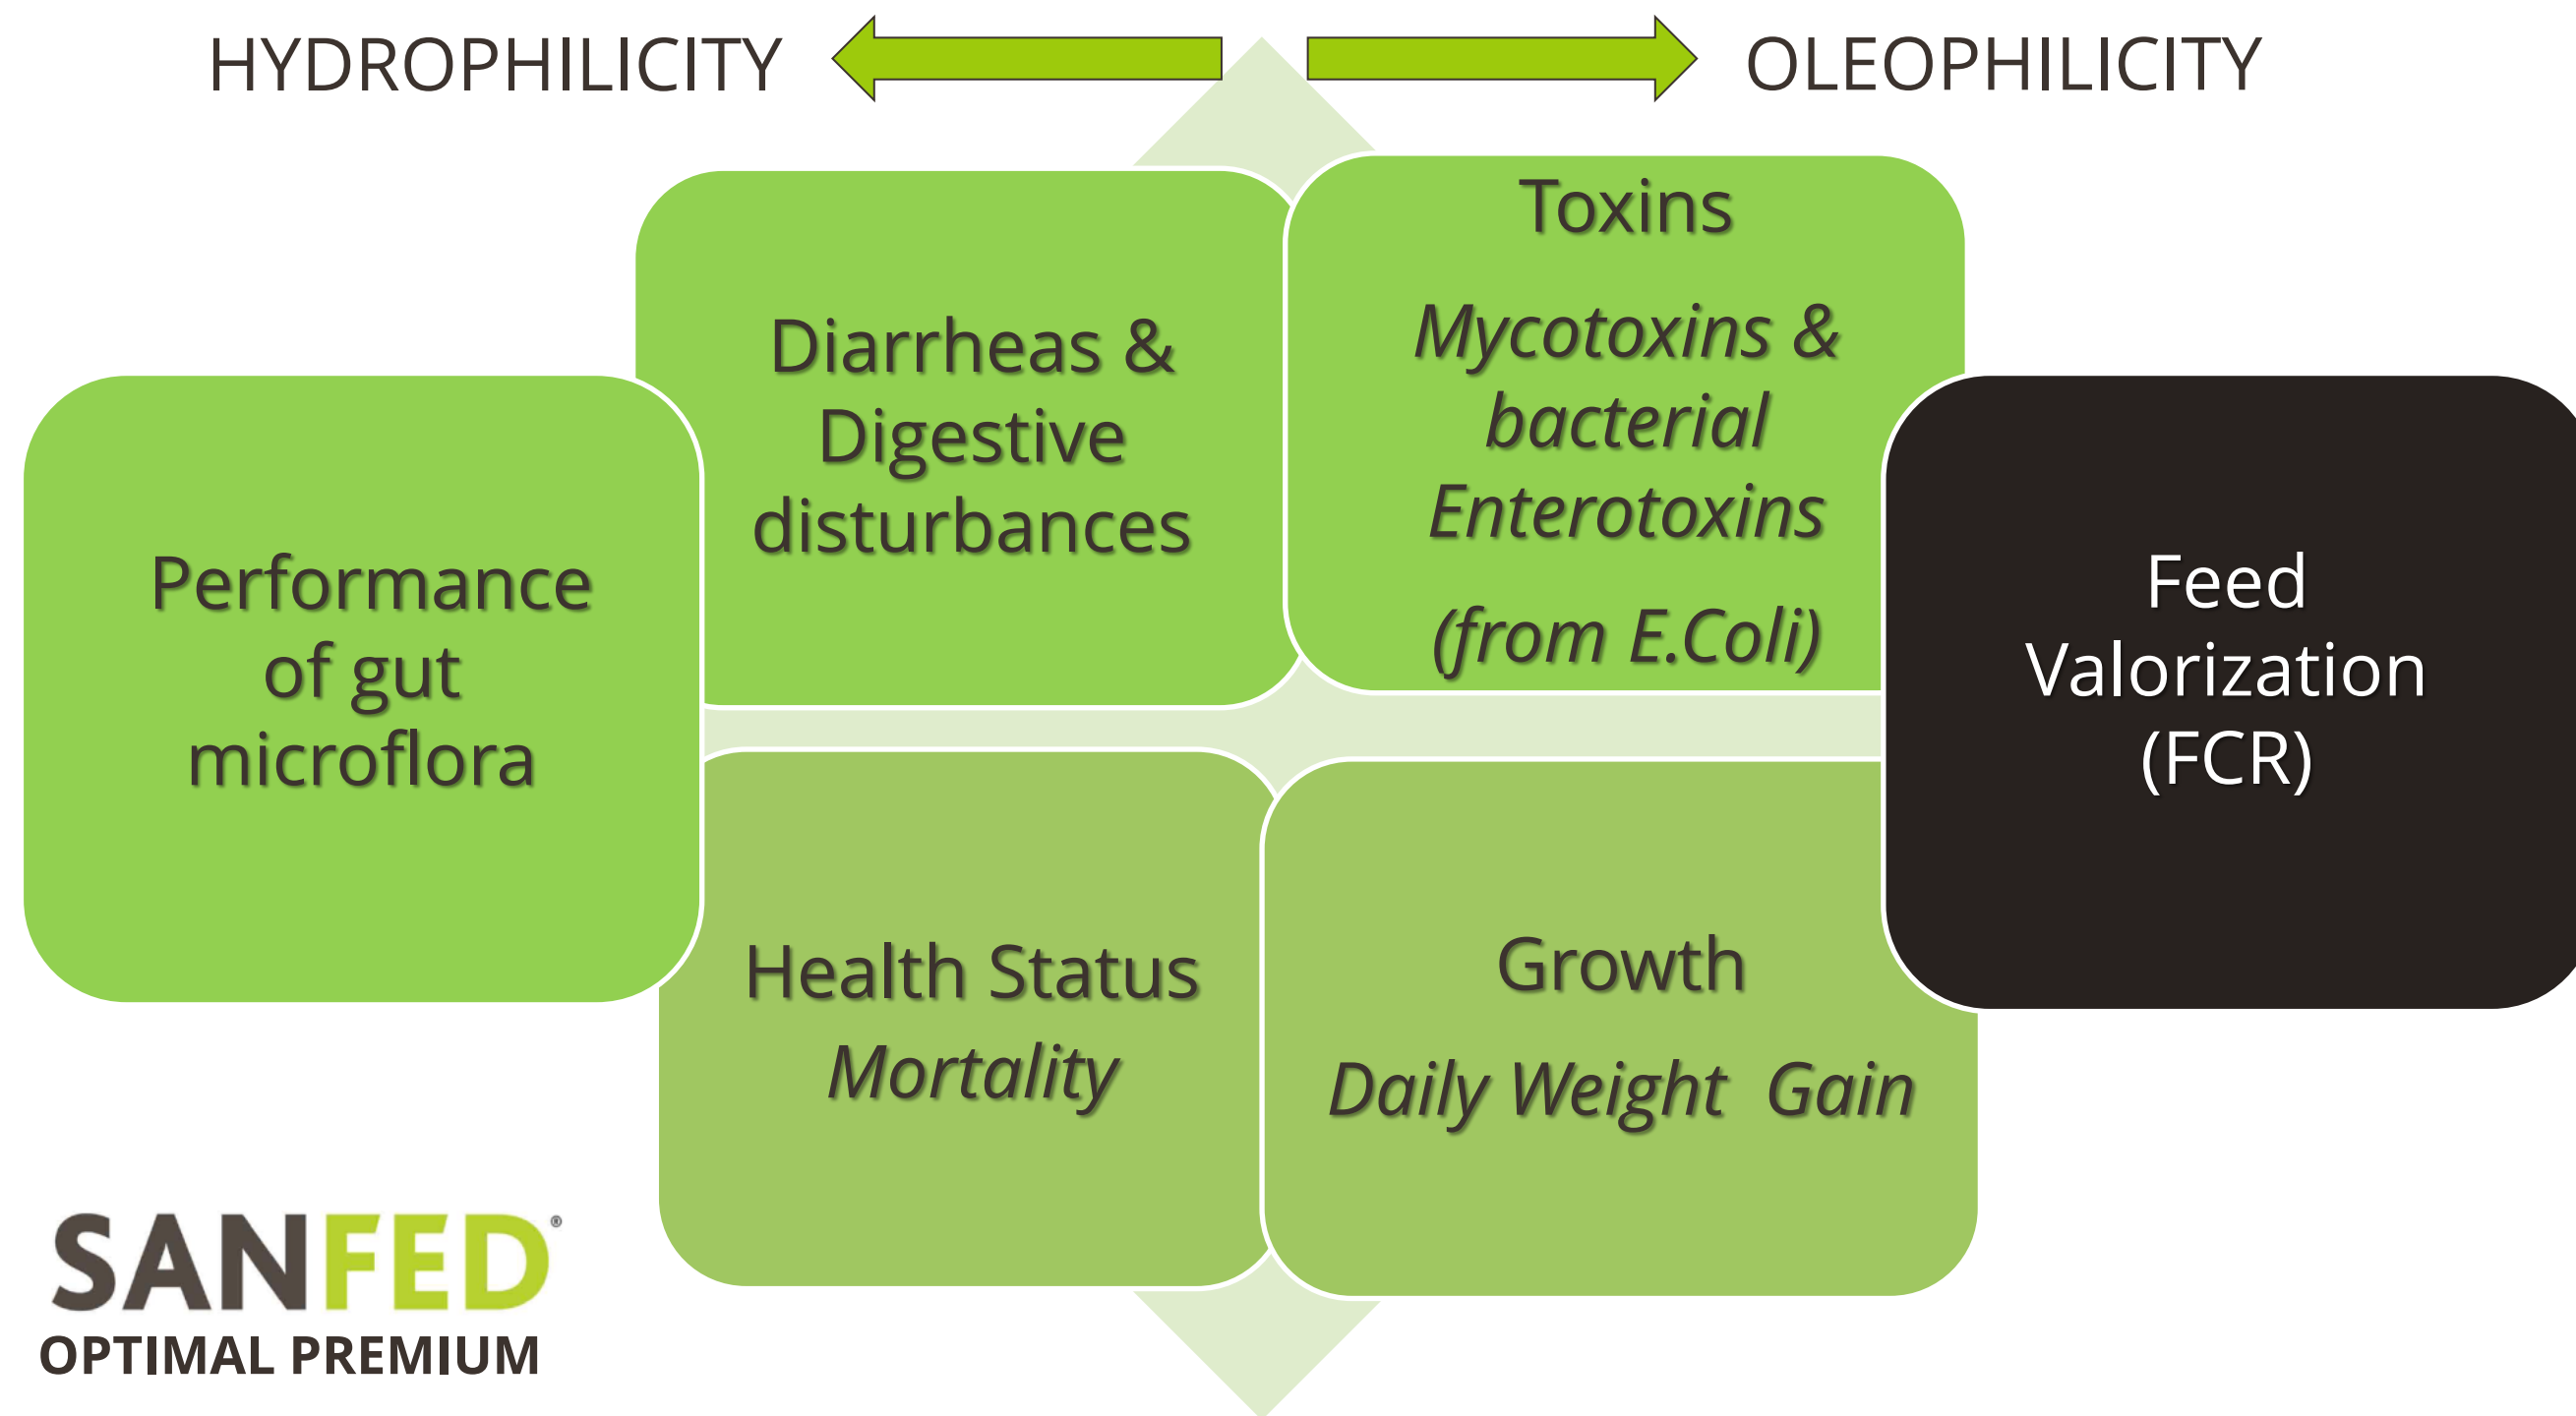 HYDROPHILICITY
OLEOPHILICITY
Diarrheas &
Digestive
disturbances
Toxins
Mycotoxins &
bacterial
Enterotoxins
(from E.Coli)
Performance
of gut
microflora
Feed
Valorization
(FCR)
Health Status
Mortality
Growth
Daily Weight  Gain
SANFED®
OPTIMAL PREMIUM